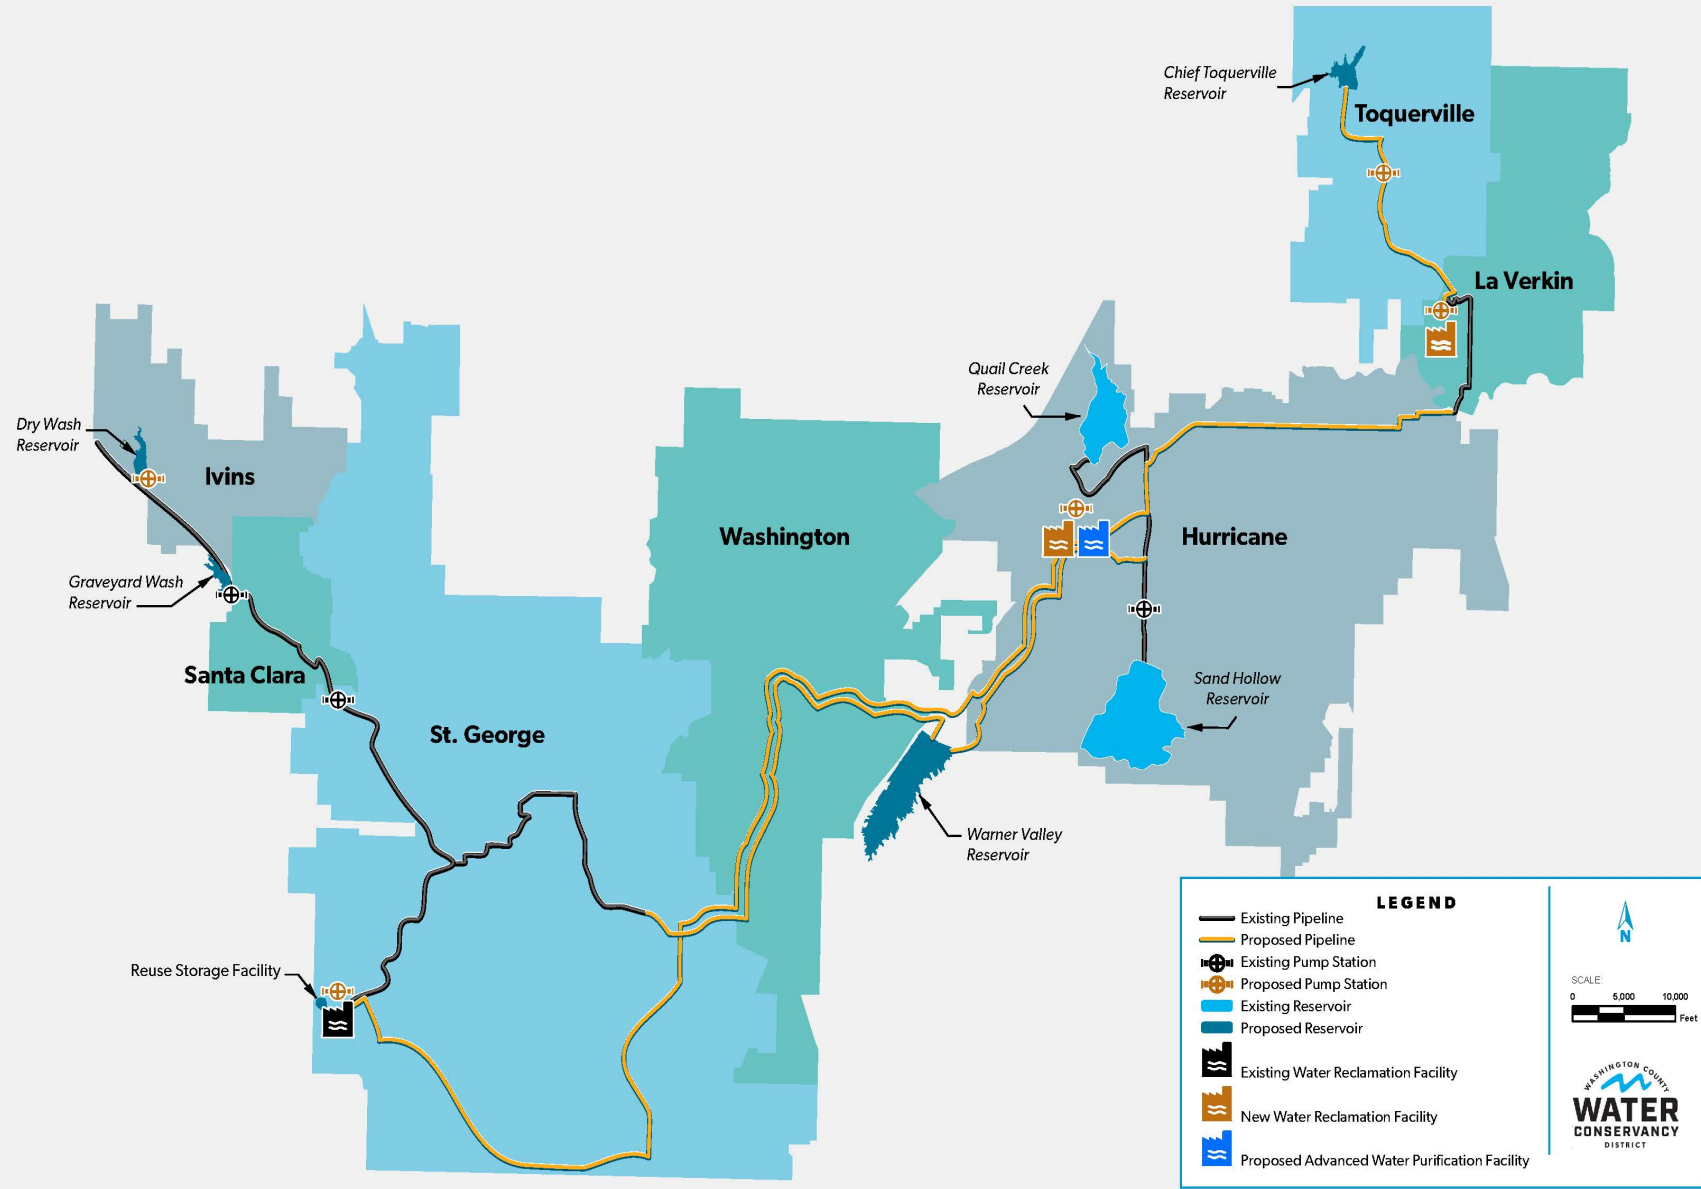 Chief Toquerville
Reservoir
Toquerville
La Verkin
Quail Creek
Reservoir
Dry Wash
Reservoir
Ivins
Washington
Hurricane
Graveyard Wash
Reservoir
Santa Clara
Sand Hollow
Reservoir
St. George
Warner Valley
Reservoir
Reuse Storage Facility
LEGEND
Existing Pipeline
Proposed Pipeline
Existing Pump Station
Proposed Pump Station
Existing Reservoir
Proposed Reservoir
Existing Water Reclamation Facility
New Water Reclamation Facility
Proposed Advanced Water Purification Facility
N
SCALE:
0 5,000 10,000
Feet
WASHINGTON COUNTY
WATER
CONSERVANCY
DISTRICT